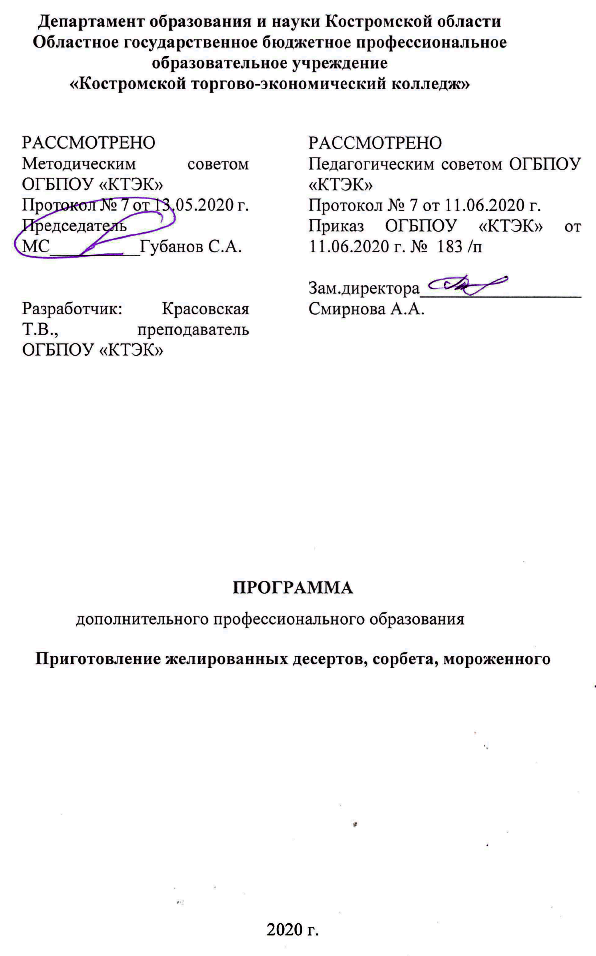 Департамент образования и науки Костромской области
Областное государственное бюджетное профессиональное
образовательное учреждение
«Костромской торгово-экономический колледж»
РАССМОТРЕНО
Методическим советом
ОГБПОУ «КТЭК»
Протокол № 7 от 13.05.2020 г.
Председатель
МС__________Губанов С.А.
Разработчик: Красовская
Т.В., преподаватель
ОГБПОУ «КТЭК»
РАССМОТРЕНО
Педагогическим советом ОГБПОУ
«КТЭК»
Протокол № 7 от 11.06.2020 г.
Приказ ОГБПОУ «КТЭК» от
11.06.2020 г. № 183 /п
Зам.директора__________________
Смирнова А.А.
ПРОГРАММА
дополнительного профессионального образования
Приготовление желированных десертов, сорбета, мороженного
2020 г.